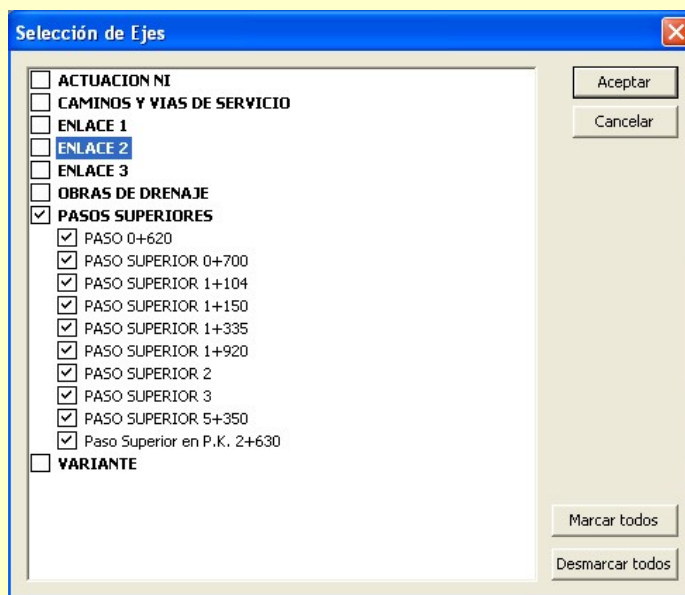 Selección de Ejes
ACTUACION NI
CAMINOS Y VIAS DE SERVICIO
ENLACE 1
ENLACE 2
ENLACE 3
OBRAS DE DRENAJE
PASOS SUPERIORES
PASO 0+620
PASO SUPERIOR 0+700
PASO SUPERIOR 1+104
PASO SUPERIOR 1+150
PASO SUPERIOR 1+335
PASO SUPERIOR 1+920
PASO SUPERIOR 2
PASO SUPERIOR 3
PASO SUPERIOR 5+350
Paso Superior en P.K. 2+630
VARIANTE
Aceptar
Cancelar
Marcar todos
Desmarcar todos